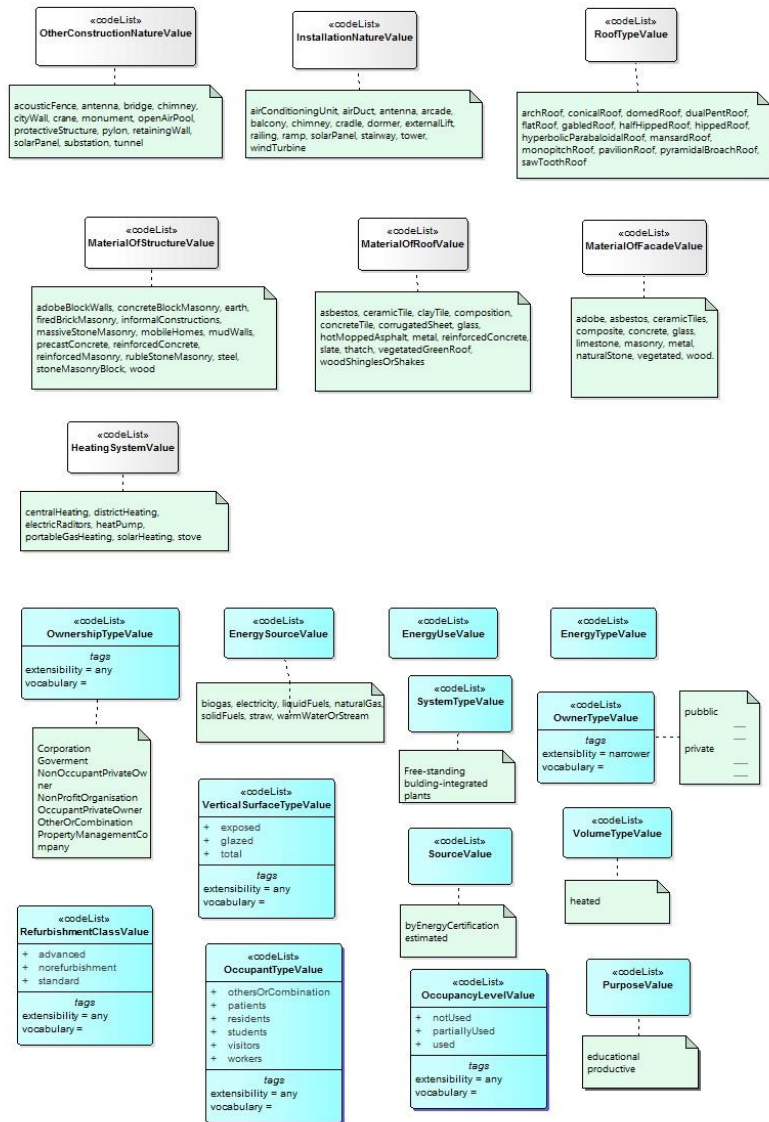 «codeList»
OtherConstructionNatureValue
acousticFence, antenna, bridge, chimney,
cityWall, crane, monument, openAirPool,
protectiveStructure, pylon, retainingWall,
solarPanel, substation, tunnel
«codeList»
InstallationNatureValue
airConditioningUnit, airDuct, antenna, arcade,
balcony, chimney, cradle, dormer, externalLift,
railing, ramp, solarPanel, stairway, tower,
windTurbine
«codeList»
RoofTypeValue
archRoof, conicalRoof, domedRoof, dualPentRoof,
flatRoof, gabledRoof, halfHippedRoof, hippedRoof,
hyperbolicParabaloidalRoof, mansardRoof,
monopitchRoof, pavilionRoof, pyramidalBroachRoof,
sawToothRoof
«codeList»
MaterialOfStructureValue
adobeBlockWalls, concreteBlockMasonry, earth,
firedBrickMasonry, informalConstructions,
massiveStoneMasonry, mobileHomes, mudWalls,
precastConcrete, reinforcedConcrete,
reinforcedMasonry, rubleStoneMasonry, steel,
stoneMasonryBlock, wood
«codeList»
MaterialOfRoofValue
asbestos, ceramicTile, clayTile, composition,
concreteTile, corrugatedSheet, glass,
hotMoppedAsphalt, metal, reinforcedConcrete,
slate, thatch, vegetatedGreenRoof,
woodShinglesOrShakes
«codeList»
MaterialOfFacadeValue
adobe, asbestos, ceramicTiles,
composite, concrete, glass,
limestone, masonry, metal,
naturalStone, vegetated, wood.
«codeList»
HeatingSystemValue
centralHeating, districtHeating,
electricRaditors, heatPump,
portableGasHeating, solarHeating, stove
«codeList»
OwnershipTypeValue
tags
extensibility = any
vocabulary =
Corporation
Goverment
NonOccupantPrivateOw
ner
NonProfitOrganisation
OccupantPrivateOwner
OtherOrCombination
PropertyManagementCo
mpany
«codeList»
EnergySourceValue
biogas, electricity, liquidFuels, naturalGas,
solidFuels, straw, warmWaterOrStream
«codeList»
EnergyUseValue
«codeList»
EnergyTypeValue
«codeList»
SystemTypeValue
Free-standing
bulding-integrated
plants
«codeList»
OwnerTypeValue
tags
extensiblity = narrower
vocabulary =
pubblic
__
__
private
__
__
«codeList»
VerticalSurfaceTypeValue
+ exposed
+ glazed
+ total
tags
extensibility = any
vocabulary =
«codeList»
SourceValue
byEnergyCertification
estimated
«codeList»
VolumeTypeValue
heated
«codeList»
RefurbishmentClassValue
+ advanced
+ norefurbishment
+ standard
tags
extensibility = any
vocabulary =
«codeList»
OccupantTypeValue
+ othersOrCombination
+ patients
+ residents
+ students
+ visitors
+ workers
tags
extensibility = any
vocabulary =
«codeList»
OccupancyLevelValue
+ notUsed
+ partiallyUsed
+ used
tags
extensibility = any
vocabulary =
«codeList»
PurposeValue
educational
productive